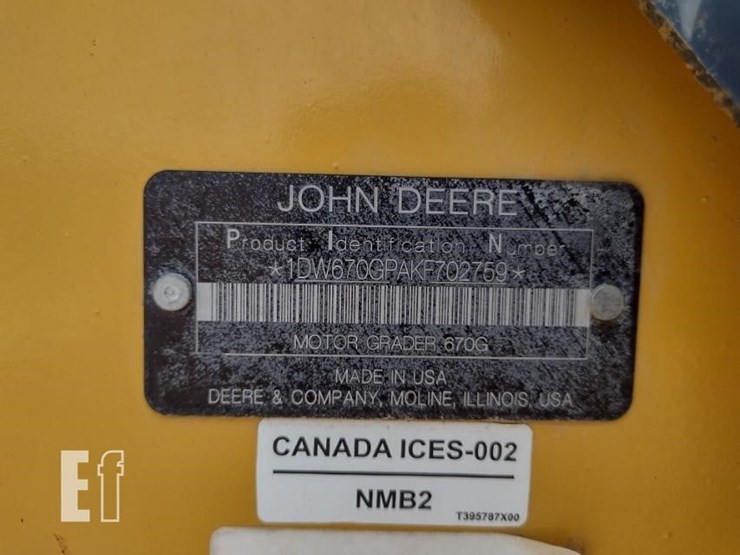 JOHN DEERE
Product Identification Number
*1DW670GPAKF702759*
MOTOR GRADER 670G
MADE IN USA
DEERE & COMPANY, MOLINE, ILLINOIS, USA
CANADA ICES-002
NMB2
T395787X00
Ef